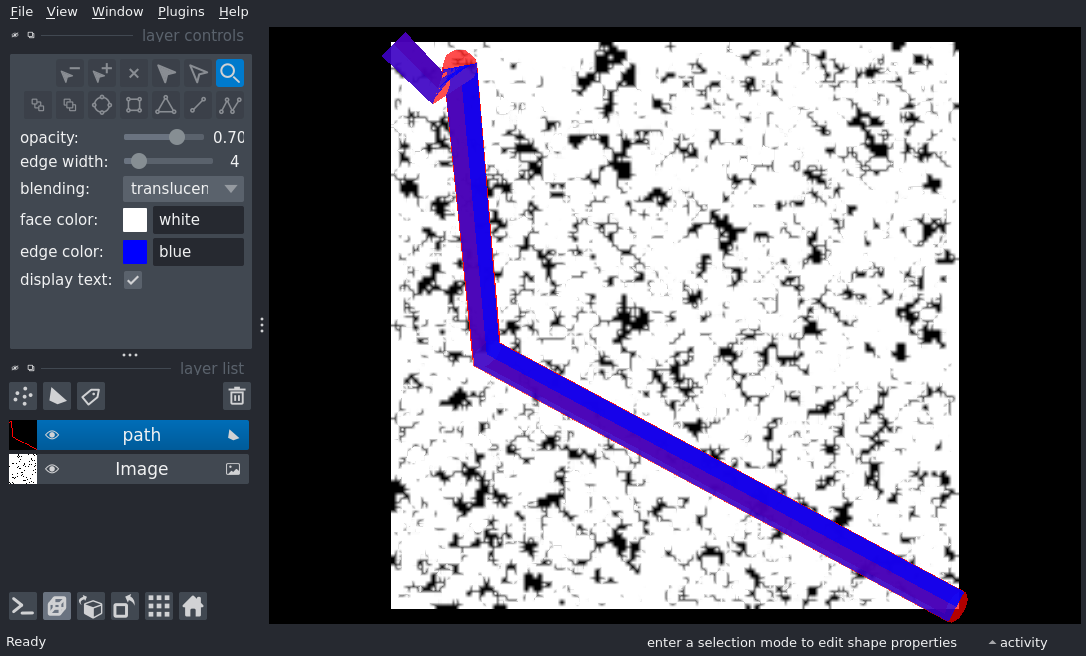 File View Window Plugins Help
layer controls
opacity: 0.70
edge width: 4
blending: translucen
face color: white
edge color: blue
display text:
layer list
path
Image
Ready
enter a selection mode to edit shape properties
activity